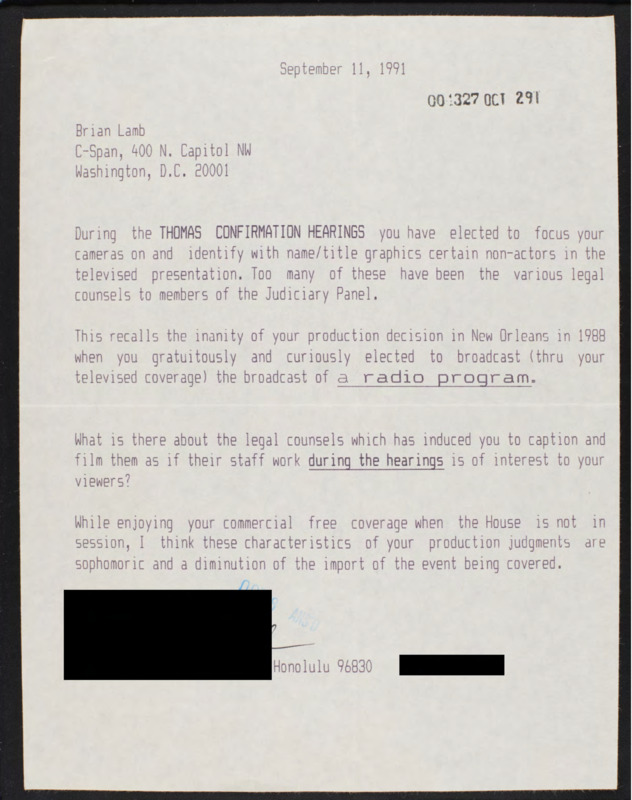 September 11, 1991
001327 OCT 291
Brian Lamb
C-Span, 400 N. Capitol NW
Washington, D.C. 20001
During the THOMAS CONFIRMATION HEARINGS you have elected to focus your
cameras on and identify with name/title graphics certain non-actors in the
televised presentation. Too many of these have been the various legal
counsels to members of the Judiciary Panel.
This recalls the inanity of your production decision in New Orleans in 1988
when you gratuitously and curiously elected to broadcast (thru your
televised coverage) the broadcast of a radio program.
What is there about the legal counsels which has induced you to caption and
film them as if their staff work during the hearings is of interest to your
viewers?
While enjoying your commercial free coverage when the House is not in
session, I think these characteristics of your production judgments are
sophomoric and a diminution of the import of the event being covered.
Honolulu 96830